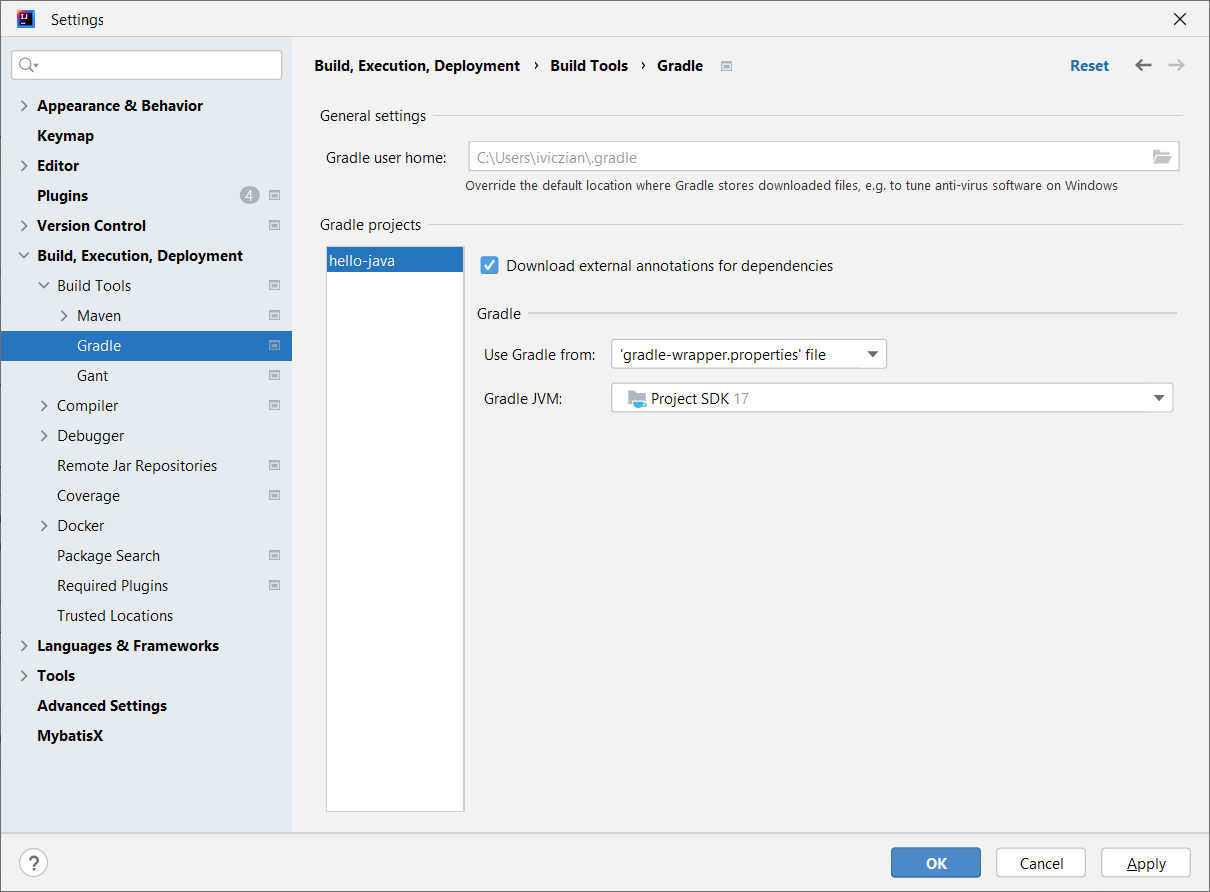 Settings
Build, Execution, Deployment › Build Tools › Gradle
Reset
Appearance & Behavior
Keymap
Editor
Plugins 4
Version Control
Build, Execution, Deployment
Build Tools
Maven
Gradle
Gant
Compiler
Debugger
Remote Jar Repositories
Coverage
Docker
Package Search
Required Plugins
Trusted Locations
Languages & Frameworks
Tools
Advanced Settings
MybatisX
General settings
Gradle user home: C:\Users\iviczian\.gradle
Override the default location where Gradle stores downloaded files, e.g. to tune anti-virus software on Windows
Gradle projects
hello-java
Download external annotations for dependencies
Gradle
Use Gradle from: 'gradle-wrapper.properties' file
Gradle JVM: Project SDK 17
?
OK
Cancel
Apply